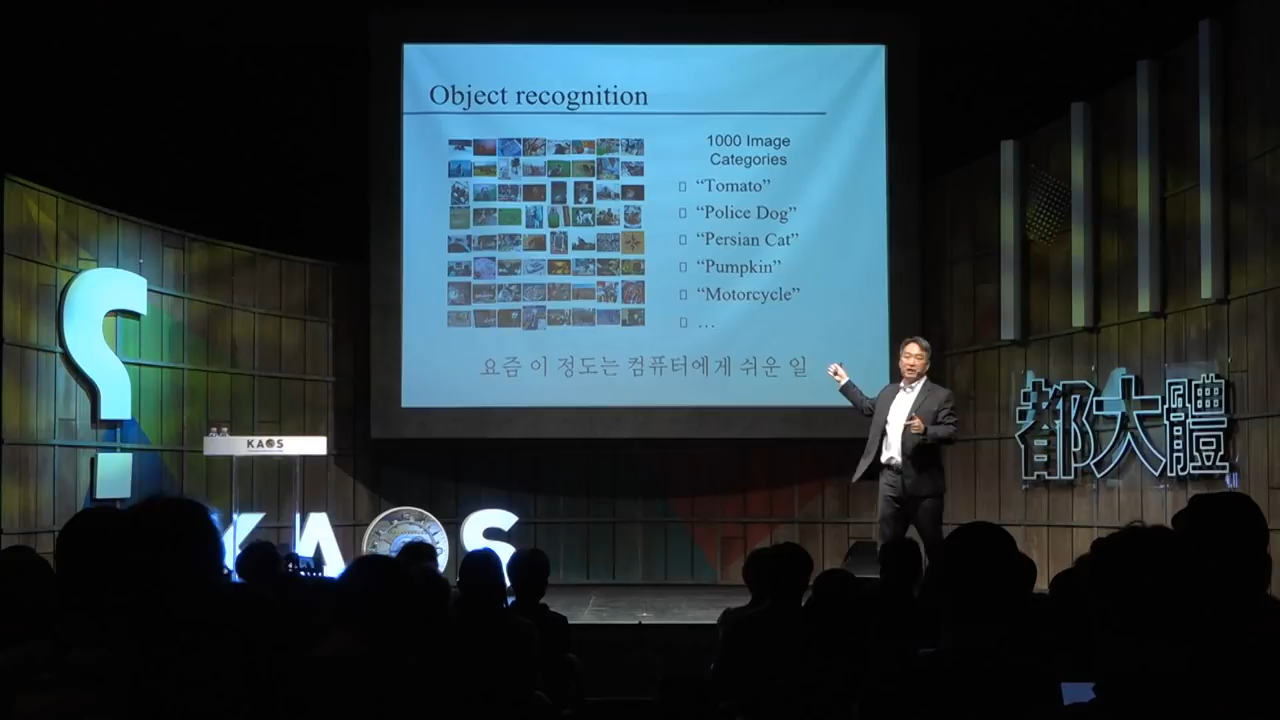 Object recognition
1000 Image
Categories
“Tomato”
“Police Dog”
“Persian Cat”
“Pumpkin”
“Motorcycle”
…
요즘 이 정도는 컴퓨터에게 쉬운 일
KAOS
KAOS
都大體